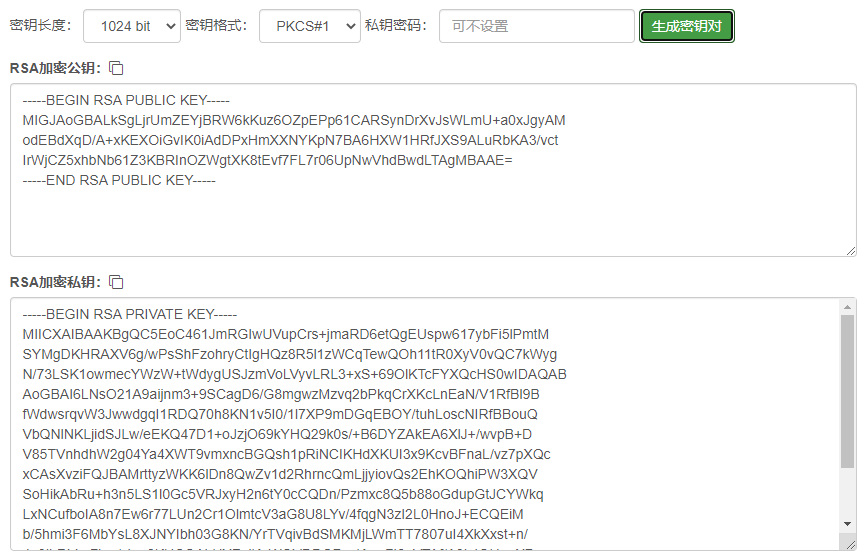 密钥长度： 1024 bit 密钥格式： PKCS#1 私钥密码： 可不设置 生成密钥对
RSA加密公钥：
-----BEGIN RSA PUBLIC KEY-----
MIGJAoGBALkSgLjrUmZEYjBRW6kKuz6OZpEPp61CARSynDrXvJsWLmU+a0xJgyAM
odEBdXqD/A+xKEXOiGvIK0iAdDPxHmXXNYKpN7BA6HXW1HRfJXS9ALuRbKA3/vct
IrWjCZ5xhbNb61Z3KBRInOZWgtXK8tEvf7FL7r06UpNwVhdBwdLTAgMBAAE=
-----END RSA PUBLIC KEY-----
RSA加密私钥：
-----BEGIN RSA PRIVATE KEY-----
MIICXAIBAAKBgQC5EoC461JmRGIwUVupCrs+jmaRD6etQgEUspw617ybFi5lPmtM
SYMgDKHRAXV6g/wPsShFzohryCtIgHQz8R5l1zWCqTewQOh11tR0XyV0vQC7kWyg
N/73LSK1owmecYWzW+tWdygUSJzmVoLVyvLRL3+xS+69OlKTcFYXQcHS0wIDAQAB
AoGBAI6LNsO21A9aijnm3+9SCagD6/G8mgwzMzvq2bPkqCrXKcLnEaN/V1RfBI9B
fWdwsrqvW3JwwdgqI1RDQ70h8KN1v5I0/1I7XP9mDGqEBOY/tuhLoscNIRfBBouQ
VbQNINKLjidSJLw/eEKQ47D1+oJzjO69kYHQ29k0s/+B6DYZAkEA6XlJ+/wvpB+D
V85TVnhdhW2g04Ya4XWT9vmxncBGQsh1pRiNCIKHdXKUI3x9KcvBFnaL/vz7pXQc
xCAsXvziFQJBAMrttyzWKK6lDn8QwZv1d2RhrncQmLjjyiovQs2EhKOQhiPW3XQV
SoHikAbRu+h3n5LS1I0Gc5VRJxyH2n6tY0cCQDn/Pzmxc8Q5b88oGdupGtJCYWkq
LxNCufboIA8n7Ew6r77LUn2Cr1OlmtcV3aG8U8LYv/4fqgN3zI2L0HnoJ+ECQEiM
b/5hmi3F6MbYsL8XJNYIbh03G8KN/YrTVqivBdSMKMjLWmTT7807uI4XkXxst+n/